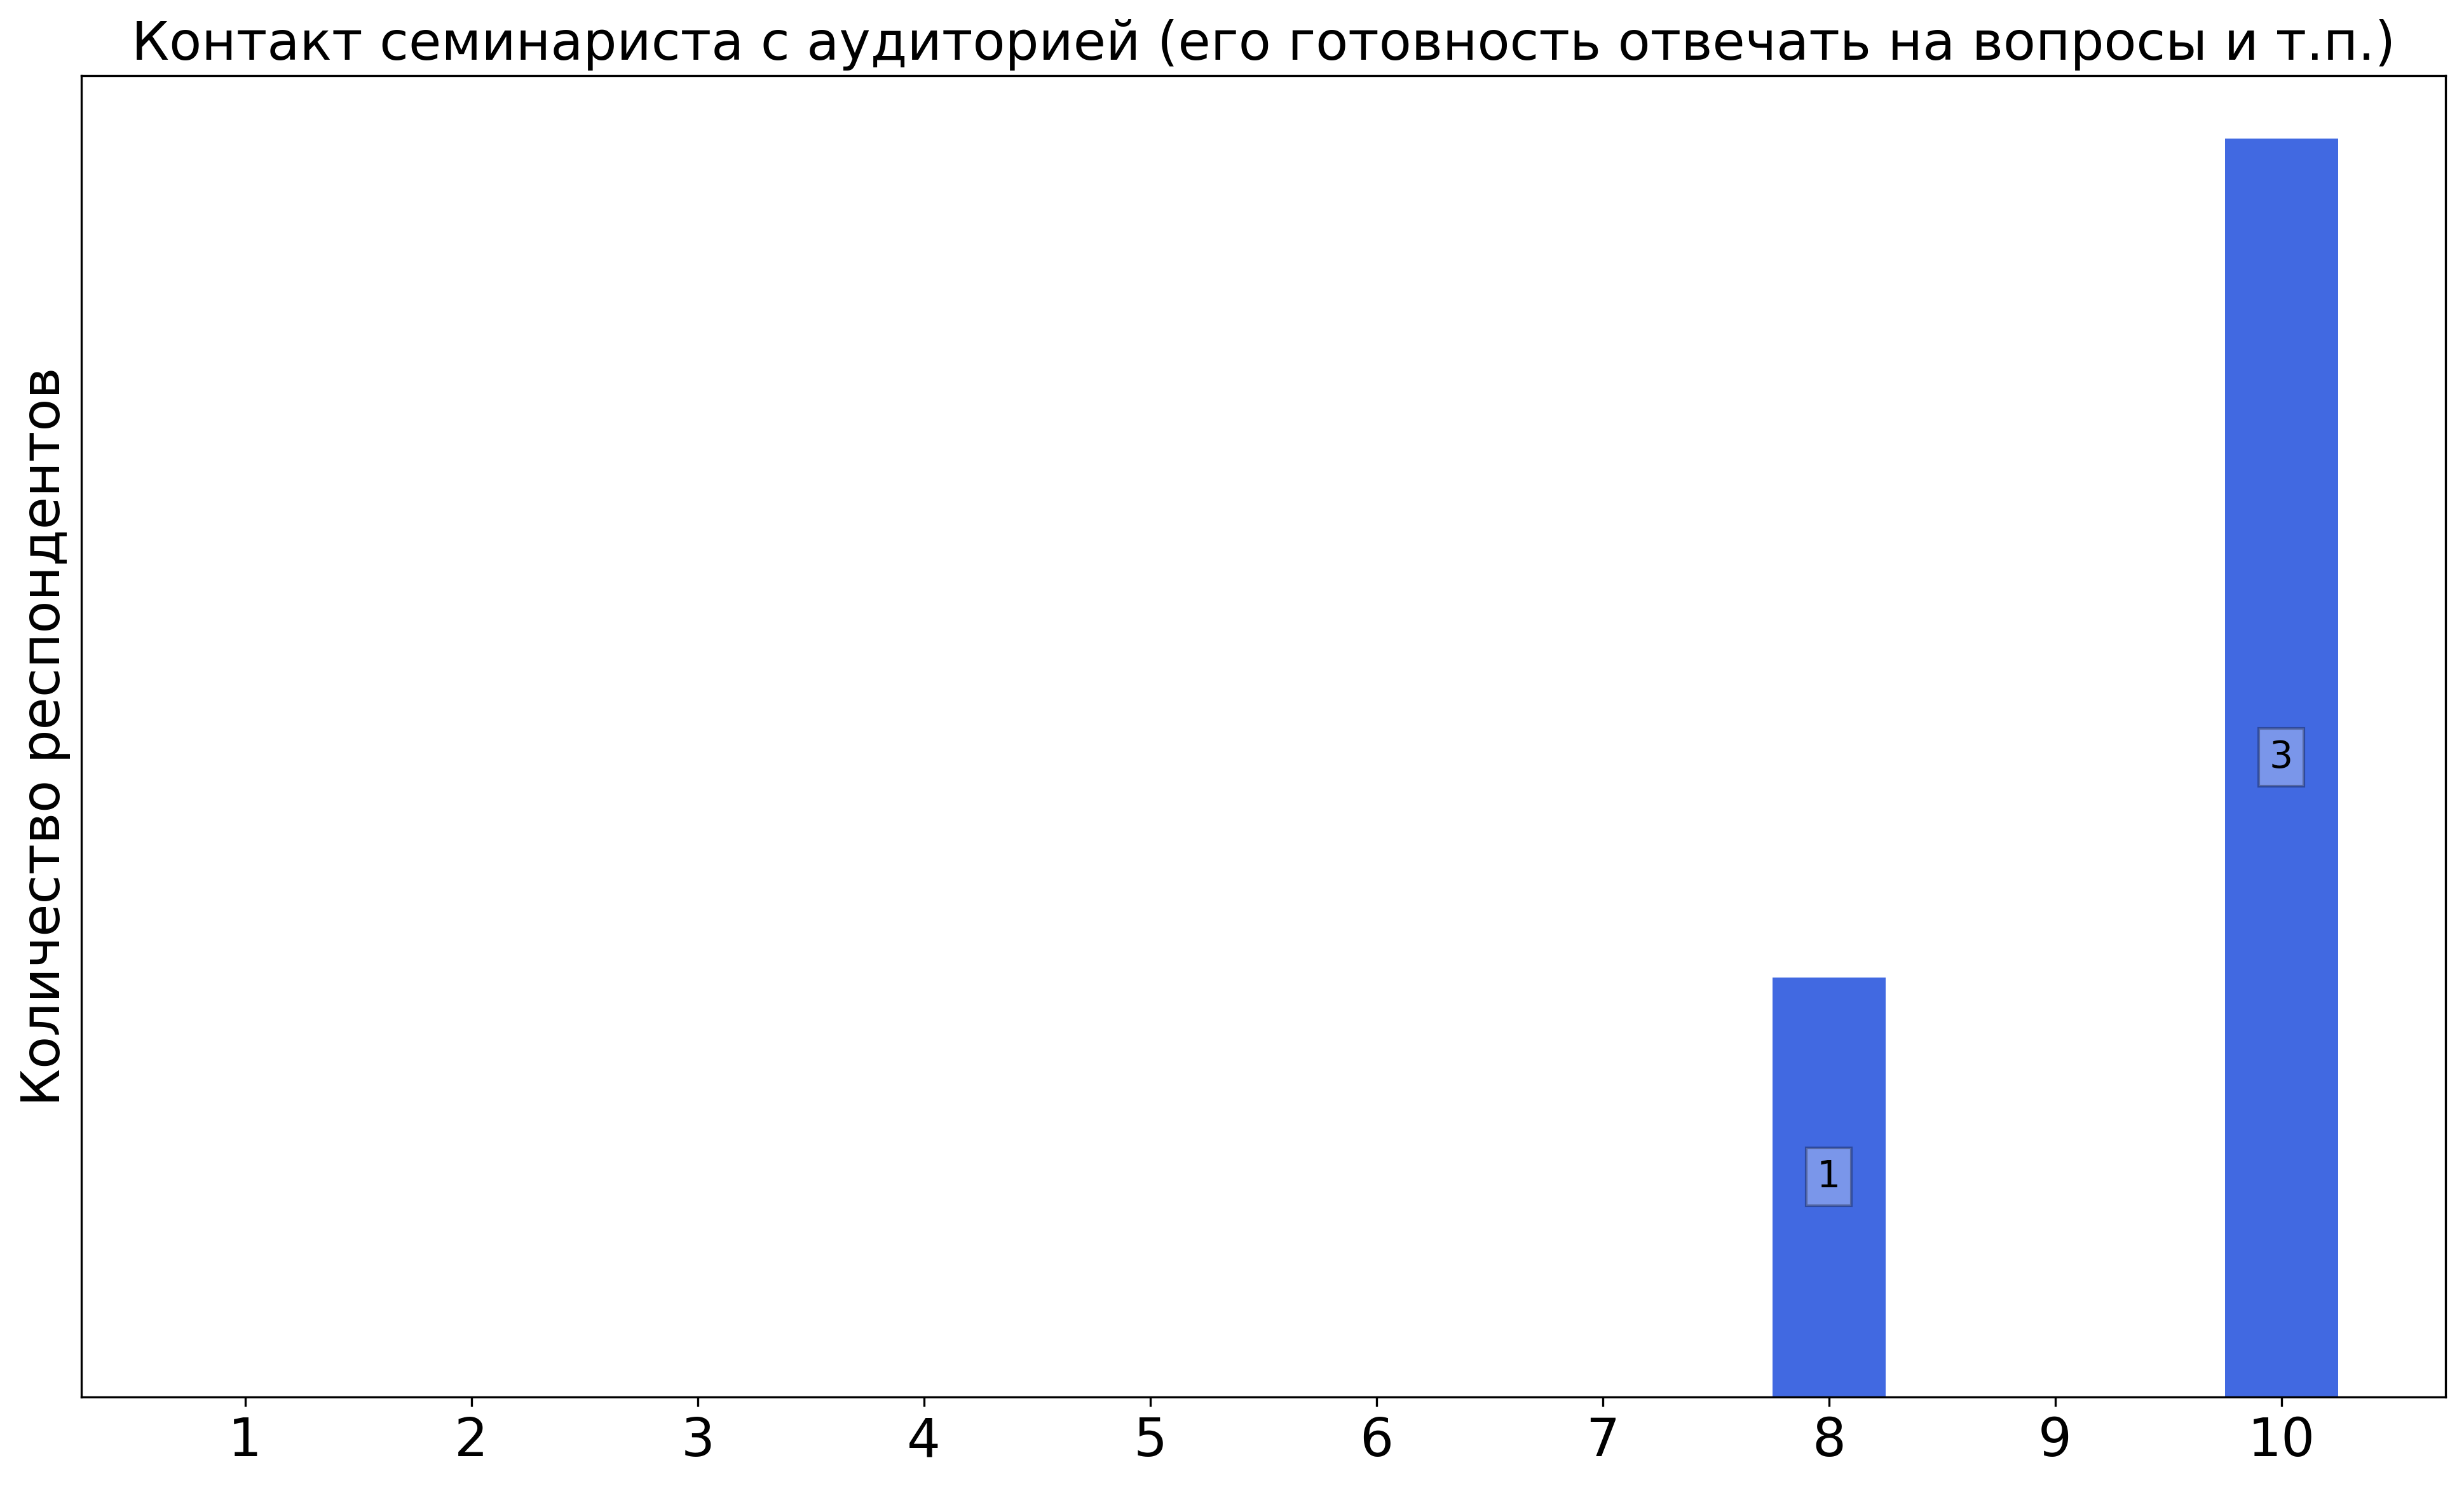 Контакт семинариста с аудиторией (его готовность отвечать на вопросы и т.п.)
Количество респондентов
3
1
1 2 3 4 5 6 7 8 9 10